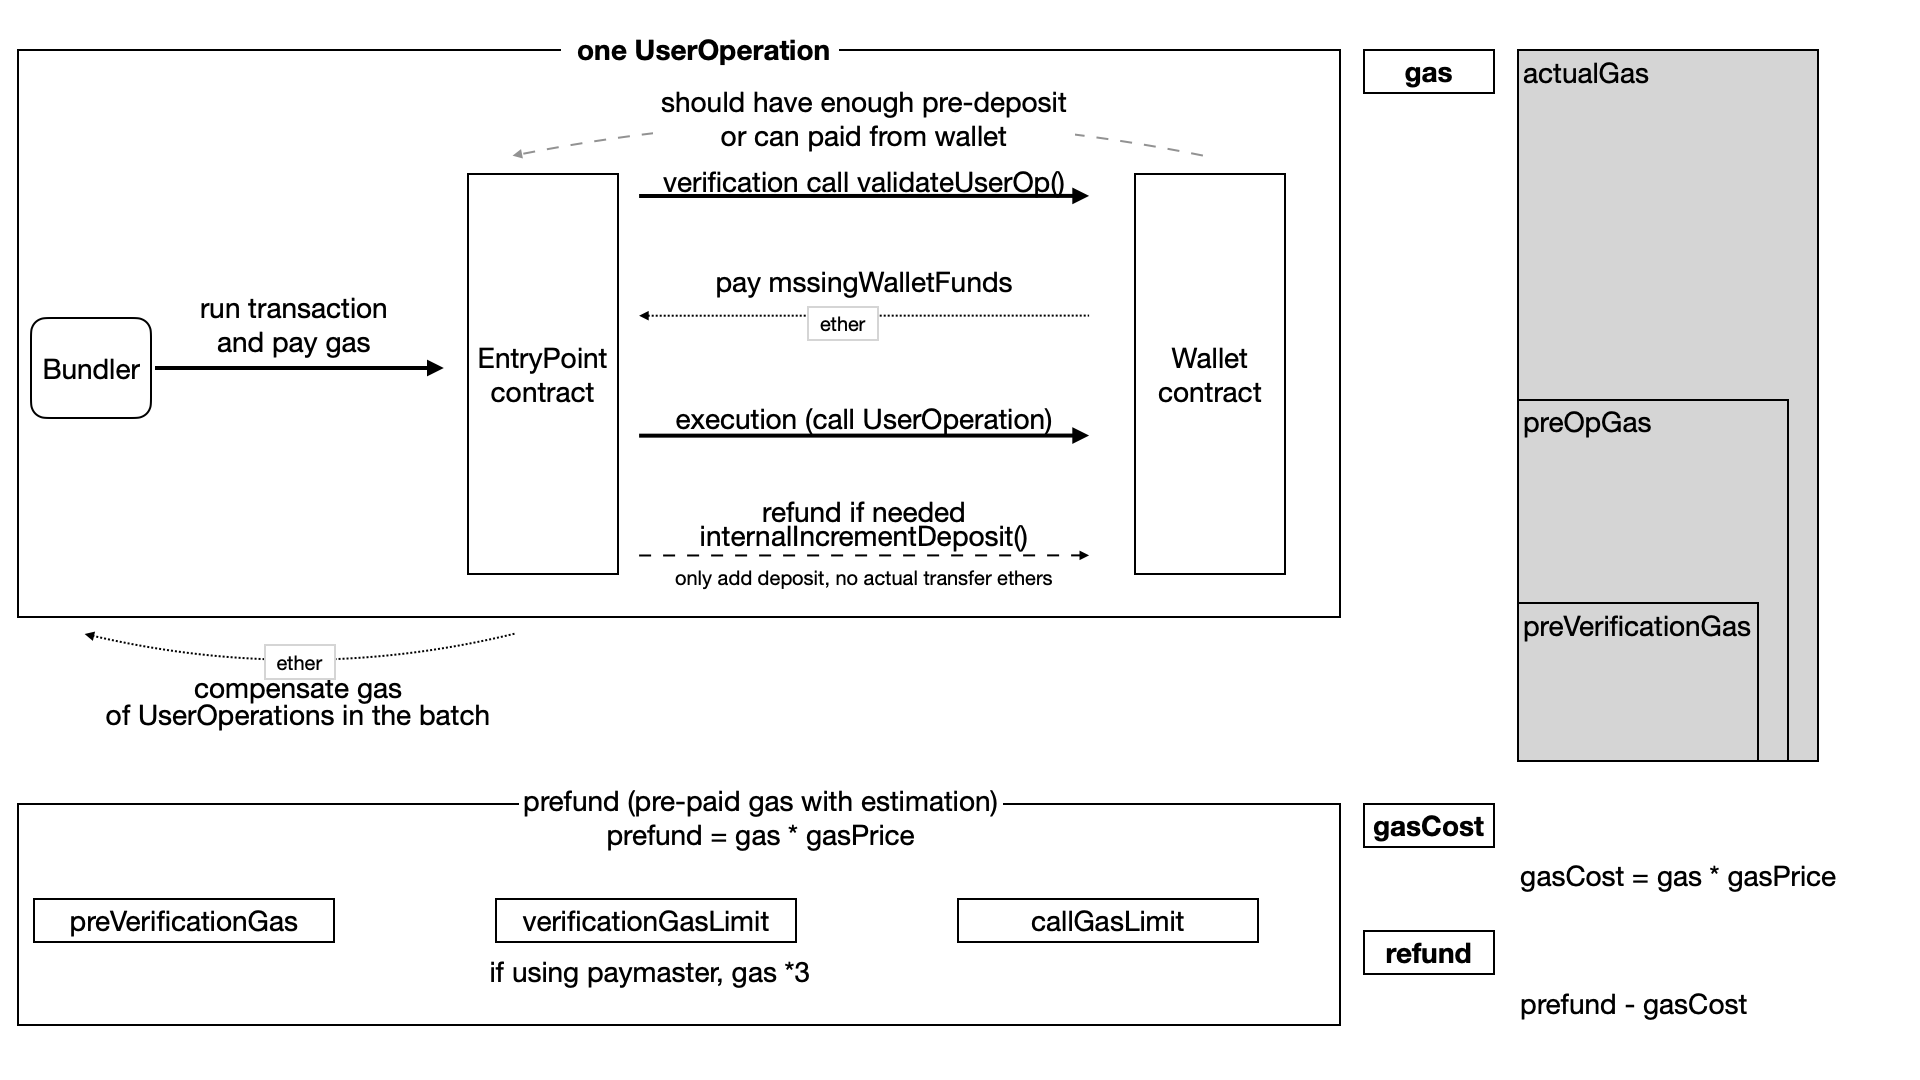 one UserOperation
should have enough pre-deposit
or can paid from wallet
verification call validateUserOp()
pay mssingWalletFunds
ether
run transaction
and pay gas
Bundler
EntryPoint
contract
Wallet
contract
execution (call UserOperation)
refund if needed
internalIncrementDeposit()
only add deposit, no actual transfer ethers
ether
compensate gas
of UserOperations in the batch
gas
actualGas
preOpGas
preVerificationGas
prefund (pre-paid gas with estimation)
prefund = gas * gasPrice
preVerificationGas
verificationGasLimit
callGasLimit
if using paymaster, gas *3
gasCost
gasCost = gas * gasPrice
refund
prefund - gasCost